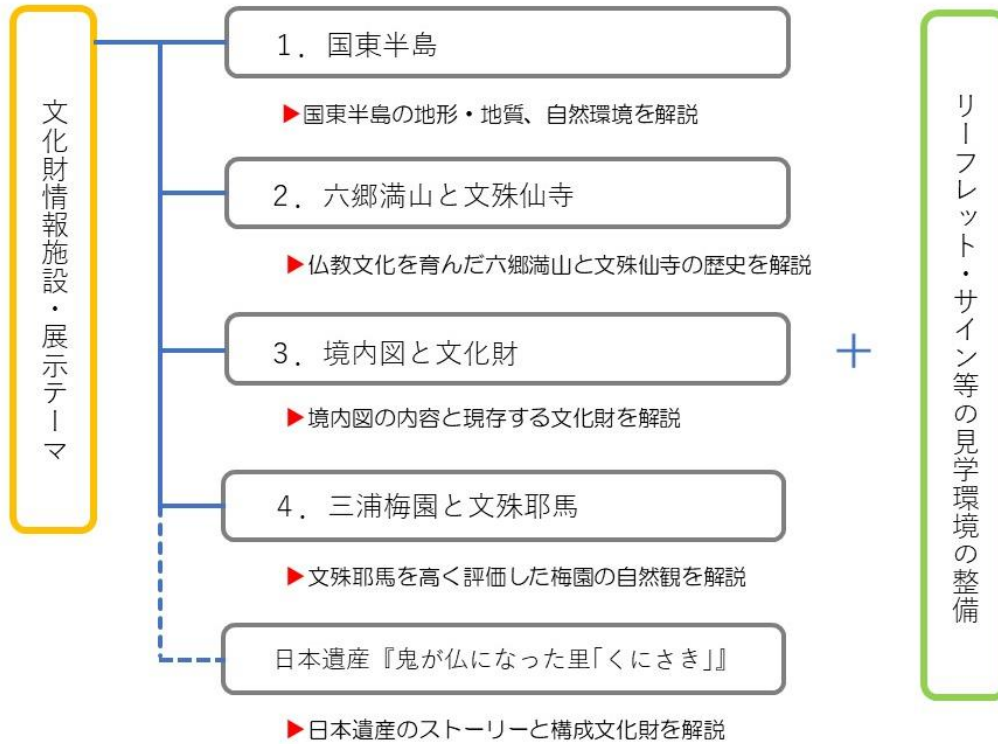 文化財情報施設・展示テーマ
1．国東半島
▶国東半島の地形・地質、自然環境を解説
2．六郷満山と文殊仙寺
▶仏教文化を育んだ六郷満山と文殊仙寺の歴史を解説
3．境内図と文化財
▶境内図の内容と現存する文化財を解説
4．三浦梅園と文殊耶馬
▶文殊耶馬を高く評価した梅園の自然観を解説
日本遺産『鬼が仏になった里「くにさき」』
▶日本遺産のストーリーと構成文化財を解説
＋
リーフレット・サイン等の見学環境の整備